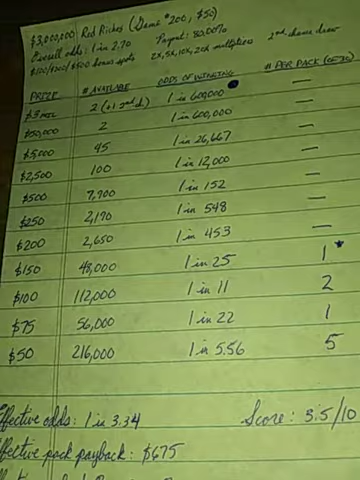 $3,000,000 Red Riches (Game #200, $50)
Overall odds: 1 in 2.70 Payout: 80.00%
$100/$200/$500 bonus spots 2X, 5X, 10X, 20X multipliers 2nd chance draw
PRIZE # AVAILABLE ODDS OF WINNING # PER PACK (OF 20)
$3 MIL 2 (+1 2nd ch.) 1 in 600,000 —
$50,000 2 1 in 600,000 —
$5,000 45 1 in 26,667 —
$2,500 100 1 in 12,000 —
$500 7,900 1 in 152 —
$250 2,190 1 in 548 —
$200 2,650 1 in 453 —
$150 48,000 1 in 25 1*
$100 112,000 1 in 11 2
$75 56,000 1 in 22 1
$50 216,000 1 in 5.56 5
ffective odds: 1 in 3.34 Score: 3.5/10
ffective pack payback: $675